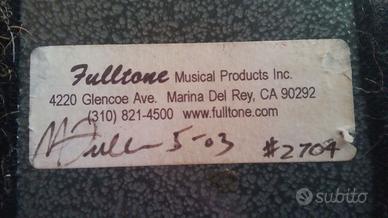 Fulltone Musical Products Inc.
4220 Glencoe Ave. Marina Del Rey, CA 90292
(310) 821-4500 www.fulltone.com
M Fuller 5-03 #2704
subito